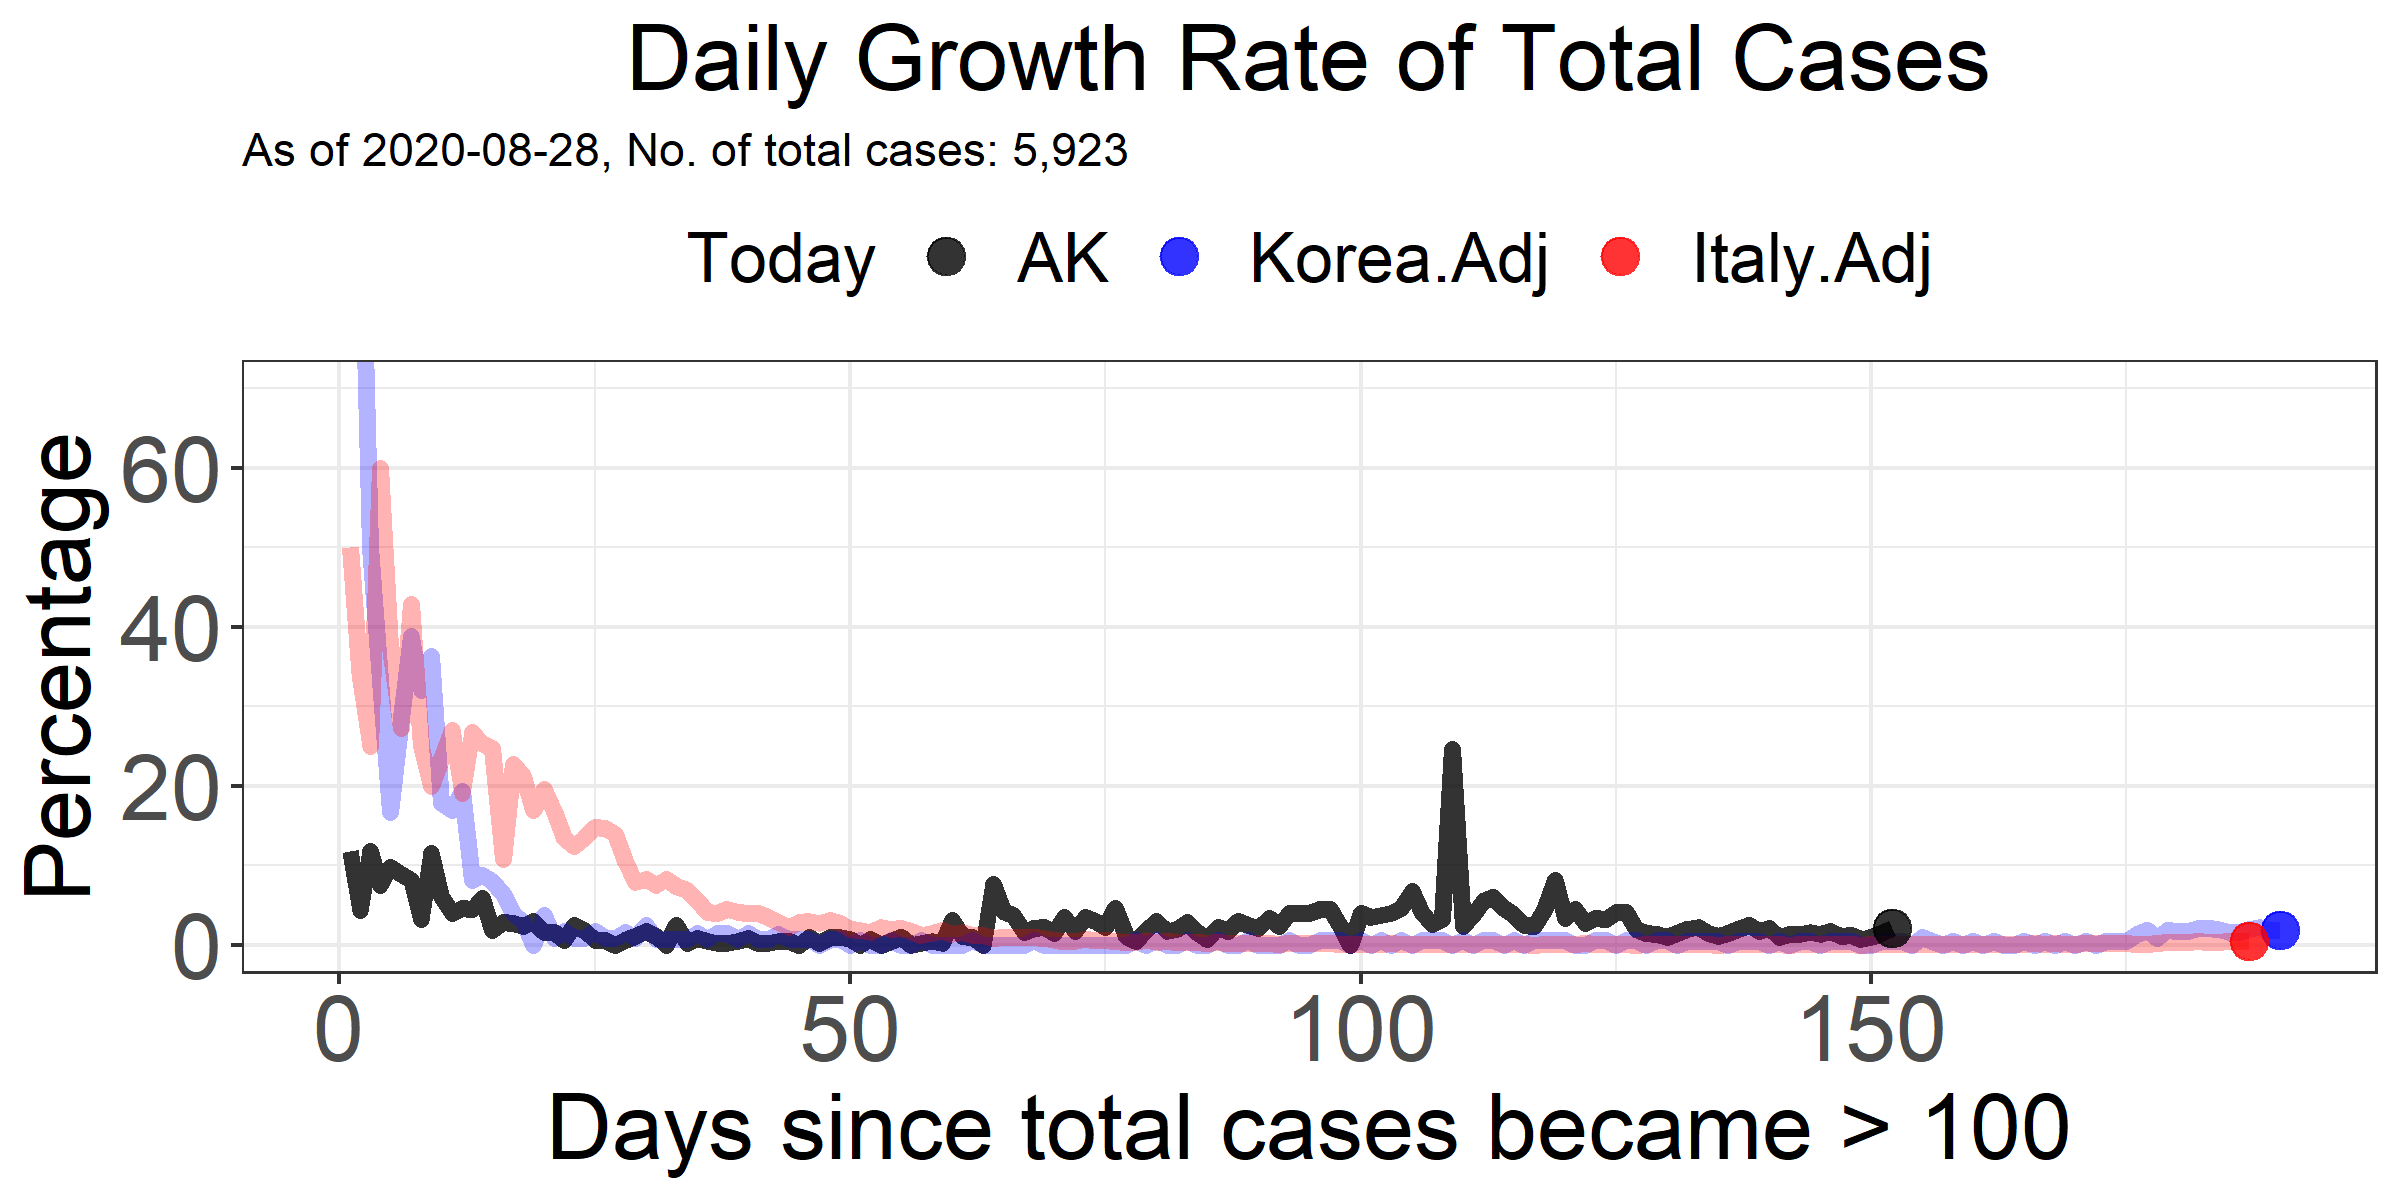 Daily Growth Rate of Total Cases
As of 2020-08-28, No. of total cases: 5,923
Today AK Korea.Adj Italy.Adj
Percentage
60
40
20
0
0 50 100 150
Days since total cases became > 100